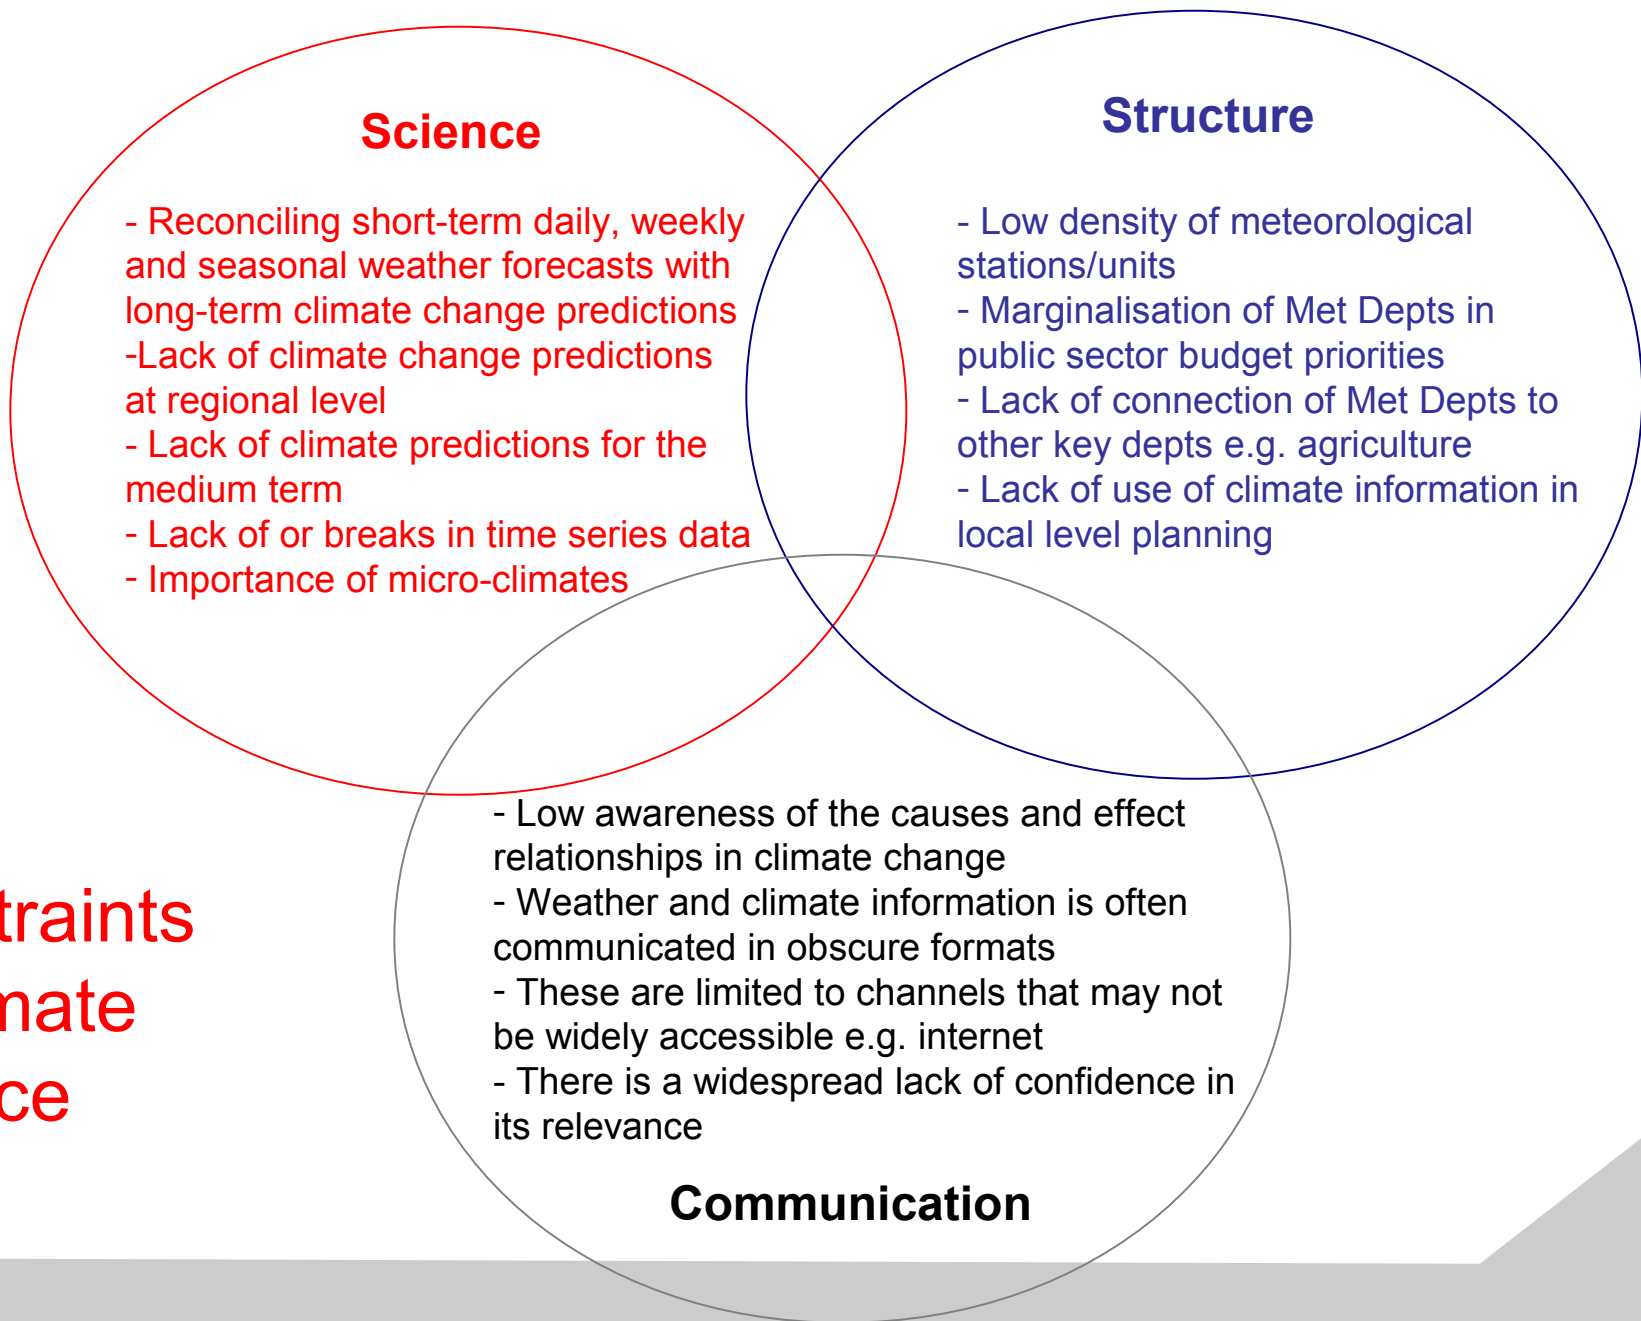 Science
- Reconciling short-term daily, weekly
and seasonal weather forecasts with
long-term climate change predictions
-Lack of climate change predictions
at regional level
- Lack of climate predictions for the
medium term
- Lack of or breaks in time series data
- Importance of micro-climates
Structure
- Low density of meteorological
stations/units
- Marginalisation of Met Depts in
public sector budget priorities
- Lack of connection of Met Depts to
other key depts e.g. agriculture
- Lack of use of climate information in
local level planning
- Low awareness of the causes and effect
relationships in climate change
- Weather and climate information is often
communicated in obscure formats
- These are limited to channels that may not
be widely accessible e.g. internet
- There is a widespread lack of confidence in
its relevance
Communication
traints
mate
ce